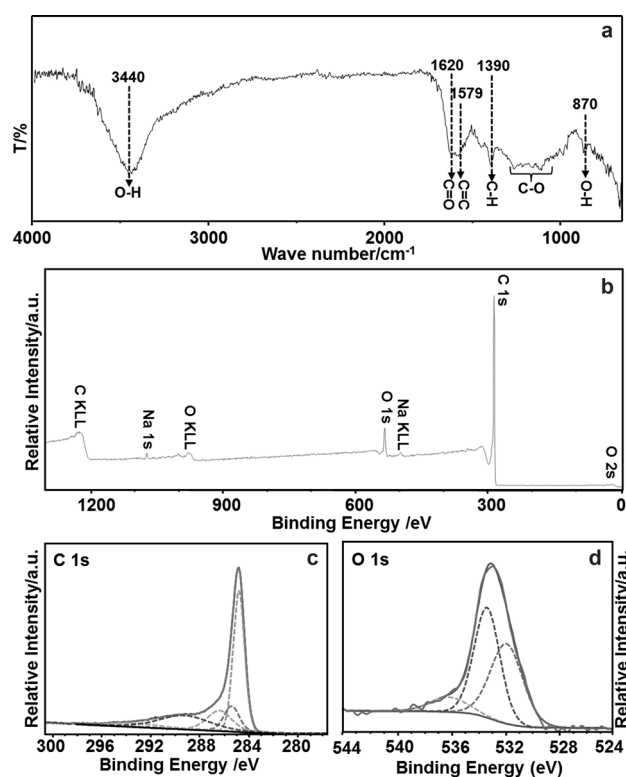 a
3440
1620
1390
1579
870
O-H
C=O
C=C
C-H
C-O
O-H
T/%
4000
3000
2000
1000
Wave number/cm-1
b
C 1s
C KLL
Na 1s
O KLL
O 1s
Na KLL
O 2s
Relative Intensity/a.u.
1200
900
600
300
0
Binding Energy /eV
C 1s
c
Relative Intensity/a.u.
300
296
292
288
284
280
Binding Energy /eV
O 1s
d
Relative Intensity/a.u.
544
540
536
532
528
524
Binding Energy (eV)
Relative Intensity/a.u.